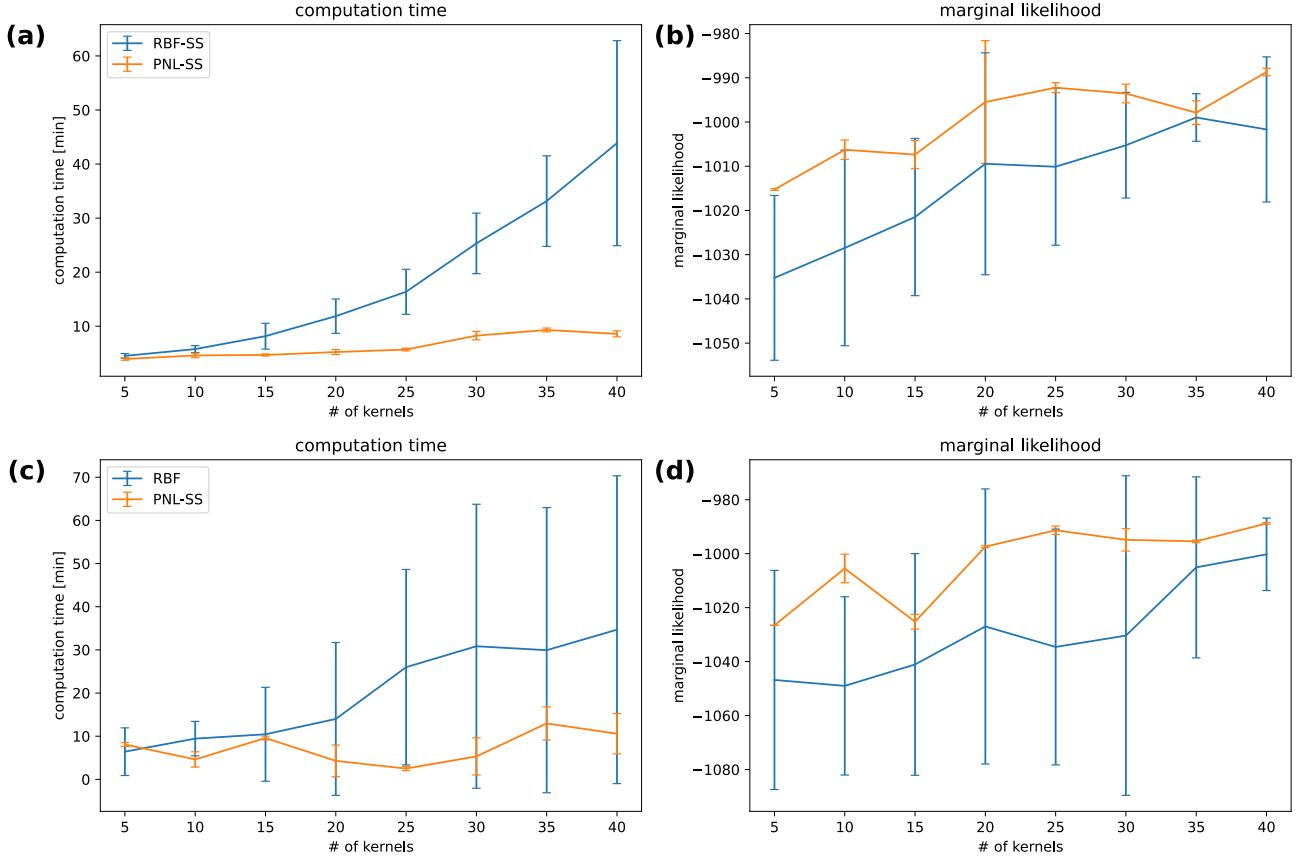 (a)
computation time
RBF-SS
PNL-SS
computation time [min]
60
50
40
30
20
10
5 10 15 20 25 30 35 40
# of kernels
(b)
marginal likelihood
marginal likelihood
−980
−990
−1000
−1010
−1020
−1030
−1040
−1050
5 10 15 20 25 30 35 40
# of kernels
(c)
computation time
RBF
PNL-SS
computation time [min]
70
60
50
40
30
20
10
0
5 10 15 20 25 30 35 40
# of kernels
(d)
marginal likelihood
marginal likelihood
−980
−1000
−1020
−1040
−1060
−1080
5 10 15 20 25 30 35 40
# of kernels